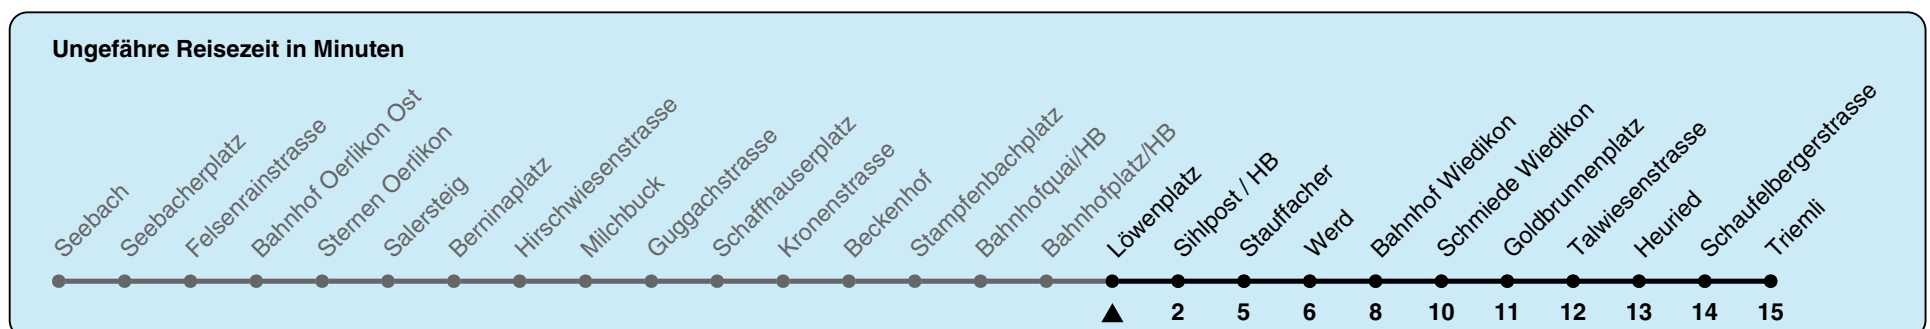 Ungefähre Reisezeit in Minuten
Seebach
Seebacherplatz
Felsenrainstrasse
Bahnhof Oerlikon Ost
Sternen Oerlikon
Salersteig
Berninaplatz
Hirschwiesenstrasse
Milchbuck
Guggachstrasse
Schaffhauserplatz
Kronenstrasse
Beckenhof
Stampfenbachplatz
Bahnhofquai/HB
Bahnhofplatz/HB
Löwenplatz
Sihlpost / HB
Stauffacher
Werd
Bahnhof Wiedikon
Schmiede Wiedikon
Goldbrunnenplatz
Talwiesenstrasse
Heuried
Schaufelbergerstrasse
Triemli
2 5 6 8 10 11 12 13 14 15